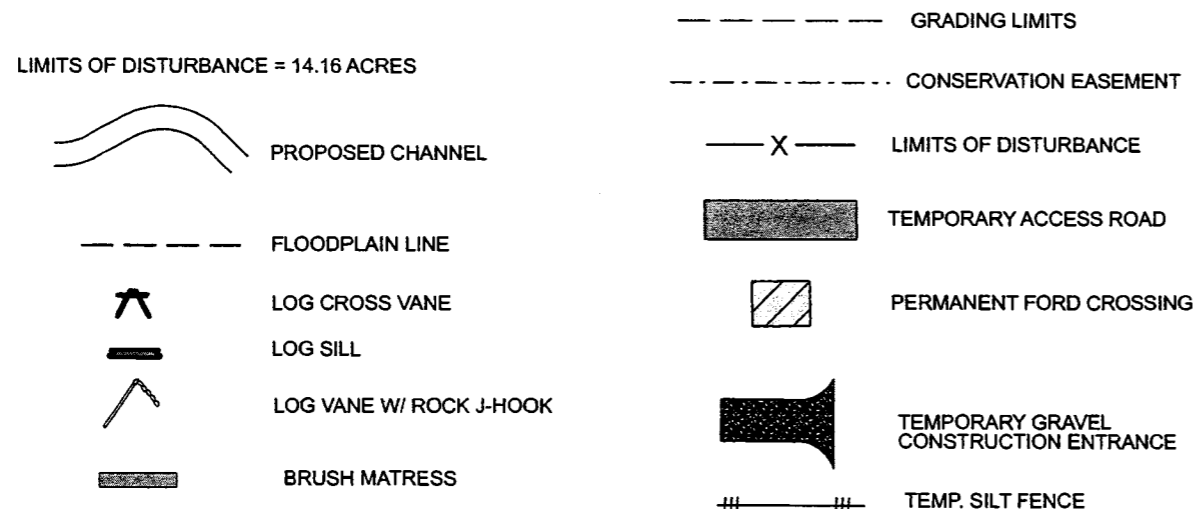 LIMITS OF DISTURBANCE = 14.16 ACRES
PROPOSED CHANNEL
FLOODPLAIN LINE
LOG CROSS VANE
LOG SILL
LOG VANE W/ ROCK J-HOOK
BRUSH MATRESS
GRADING LIMITS
CONSERVATION EASEMENT
X
LIMITS OF DISTURBANCE
TEMPORARY ACCESS ROAD
PERMANENT FORD CROSSING
TEMPORARY GRAVEL
CONSTRUCTION ENTRANCE
TEMP. SILT FENCE